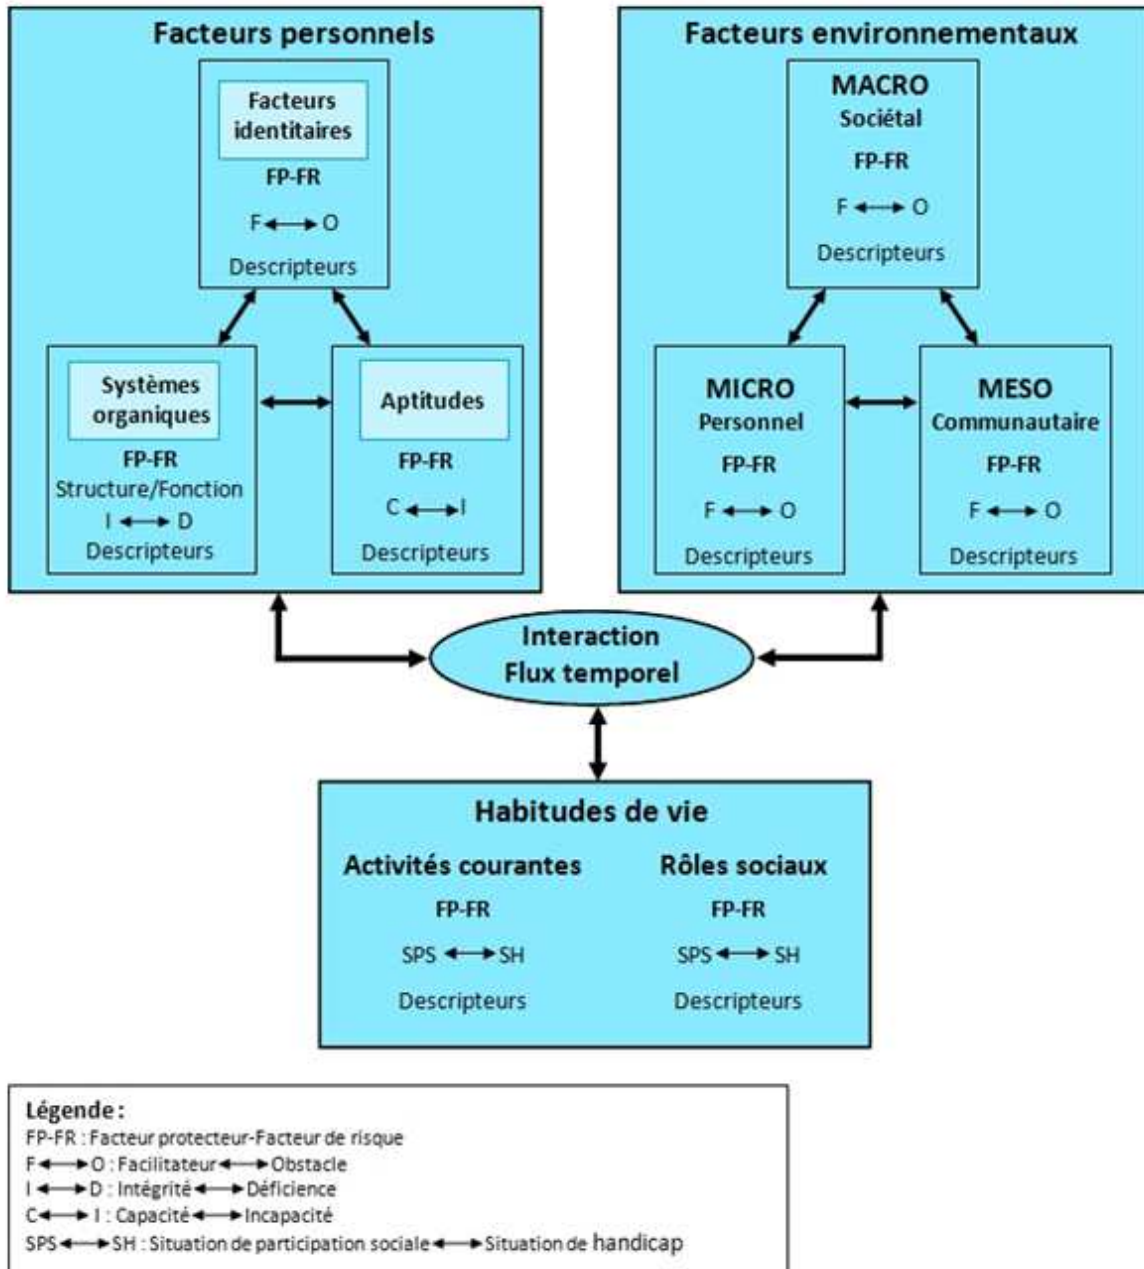 Facteurs personnels
Facteurs
identitaires
FP-FR
F ↔ O
Descripteurs
Systèmes
organiques
FP-FR
Structure/Fonction
I ↔ D
Descripteurs
Aptitudes
FP-FR
C ↔ I
Descripteurs
Facteurs environnementaux
MACRO
Sociétal
FP-FR
F ↔ O
Descripteurs
MICRO
Personnel
FP-FR
F ↔ O
Descripteurs
MESO
Communautaire
FP-FR
F ↔ O
Descripteurs
Interaction
Flux temporel
Habitudes de vie
Activités courantes
FP-FR
SPS ↔ SH
Descripteurs
Rôles sociaux
FP-FR
SPS ↔ SH
Descripteurs
Légende :
FP-FR : Facteur protecteur-Facteur de risque
F ↔ O : Facilitateur ↔ Obstacle
I ↔ D : Intégrité ↔ Déficience
C ↔ I : Capacité ↔ Incapacité
SPS ↔ SH : Situation de participation sociale ↔ Situation de handicap